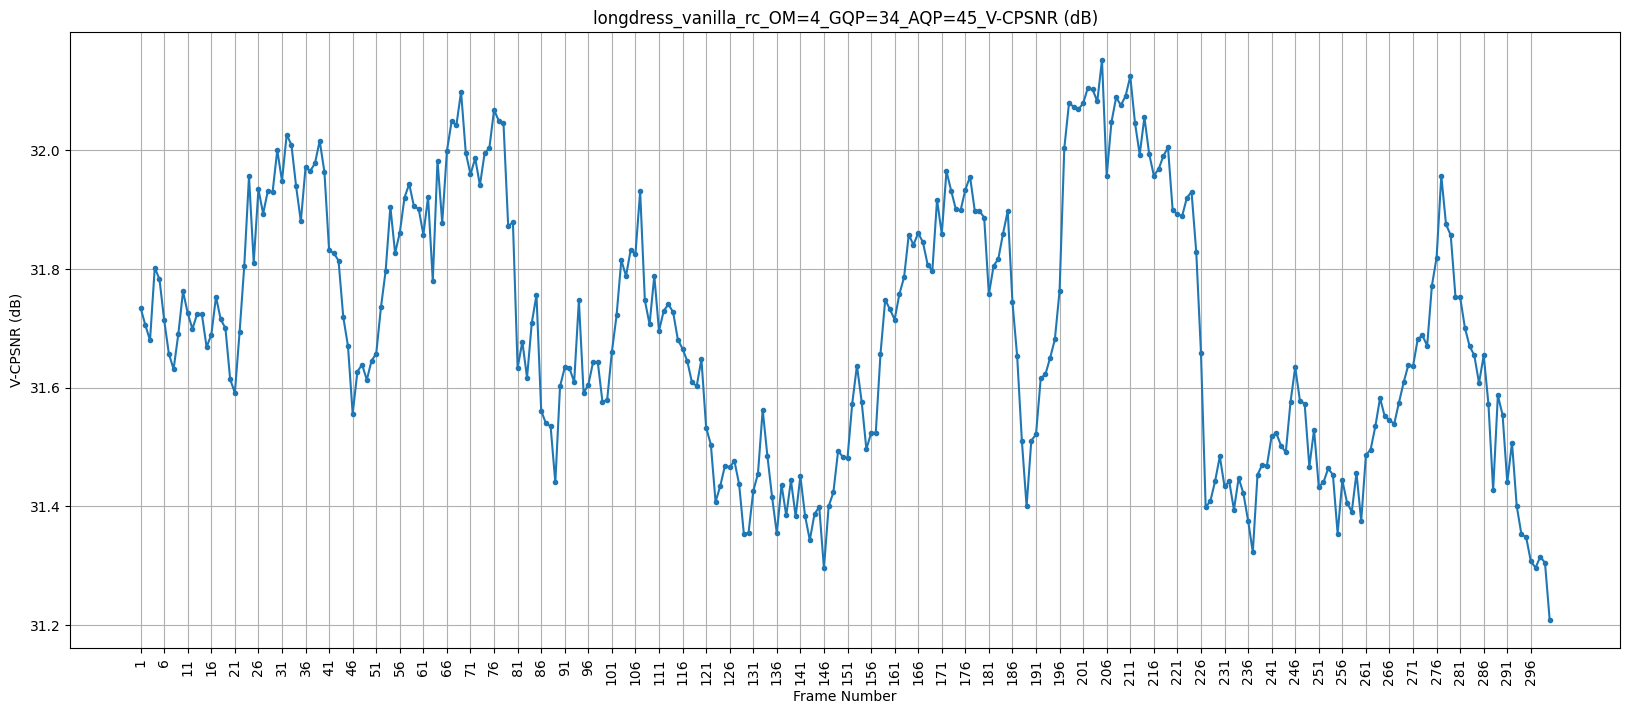 longdress_vanilla_rc_OM=4_GQP=34_AQP=45_V-CPSNR (dB)
V-CPSNR (dB)
32.0
31.8
31.6
31.4
31.2
1 6 11 16 21 26 31 36 41 46 51 56 61 66 71 76 81 86 91 96 101 106 111 116 121 126 131 136 141 146 151 156 161 166 171 176 181 186 191 196 201 206 211 216 221 226 231 236 241 246 251 256 261 266 271 276 281 286 291 296
Frame Number